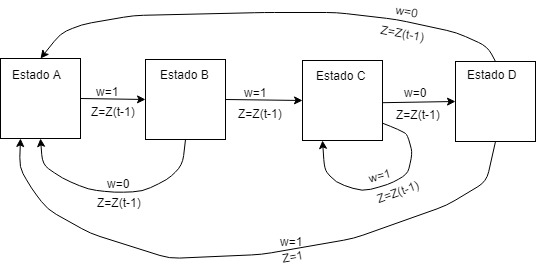 w=0
Z=Z(t-1)
Estado A
Estado B
Estado C
Estado D
w=1
Z=Z(t-1)
w=1
Z=Z(t-1)
w=0
Z=Z(t-1)
w=0
Z=Z(t-1)
w=1
Z=Z(t-1)
w=1
Z=1